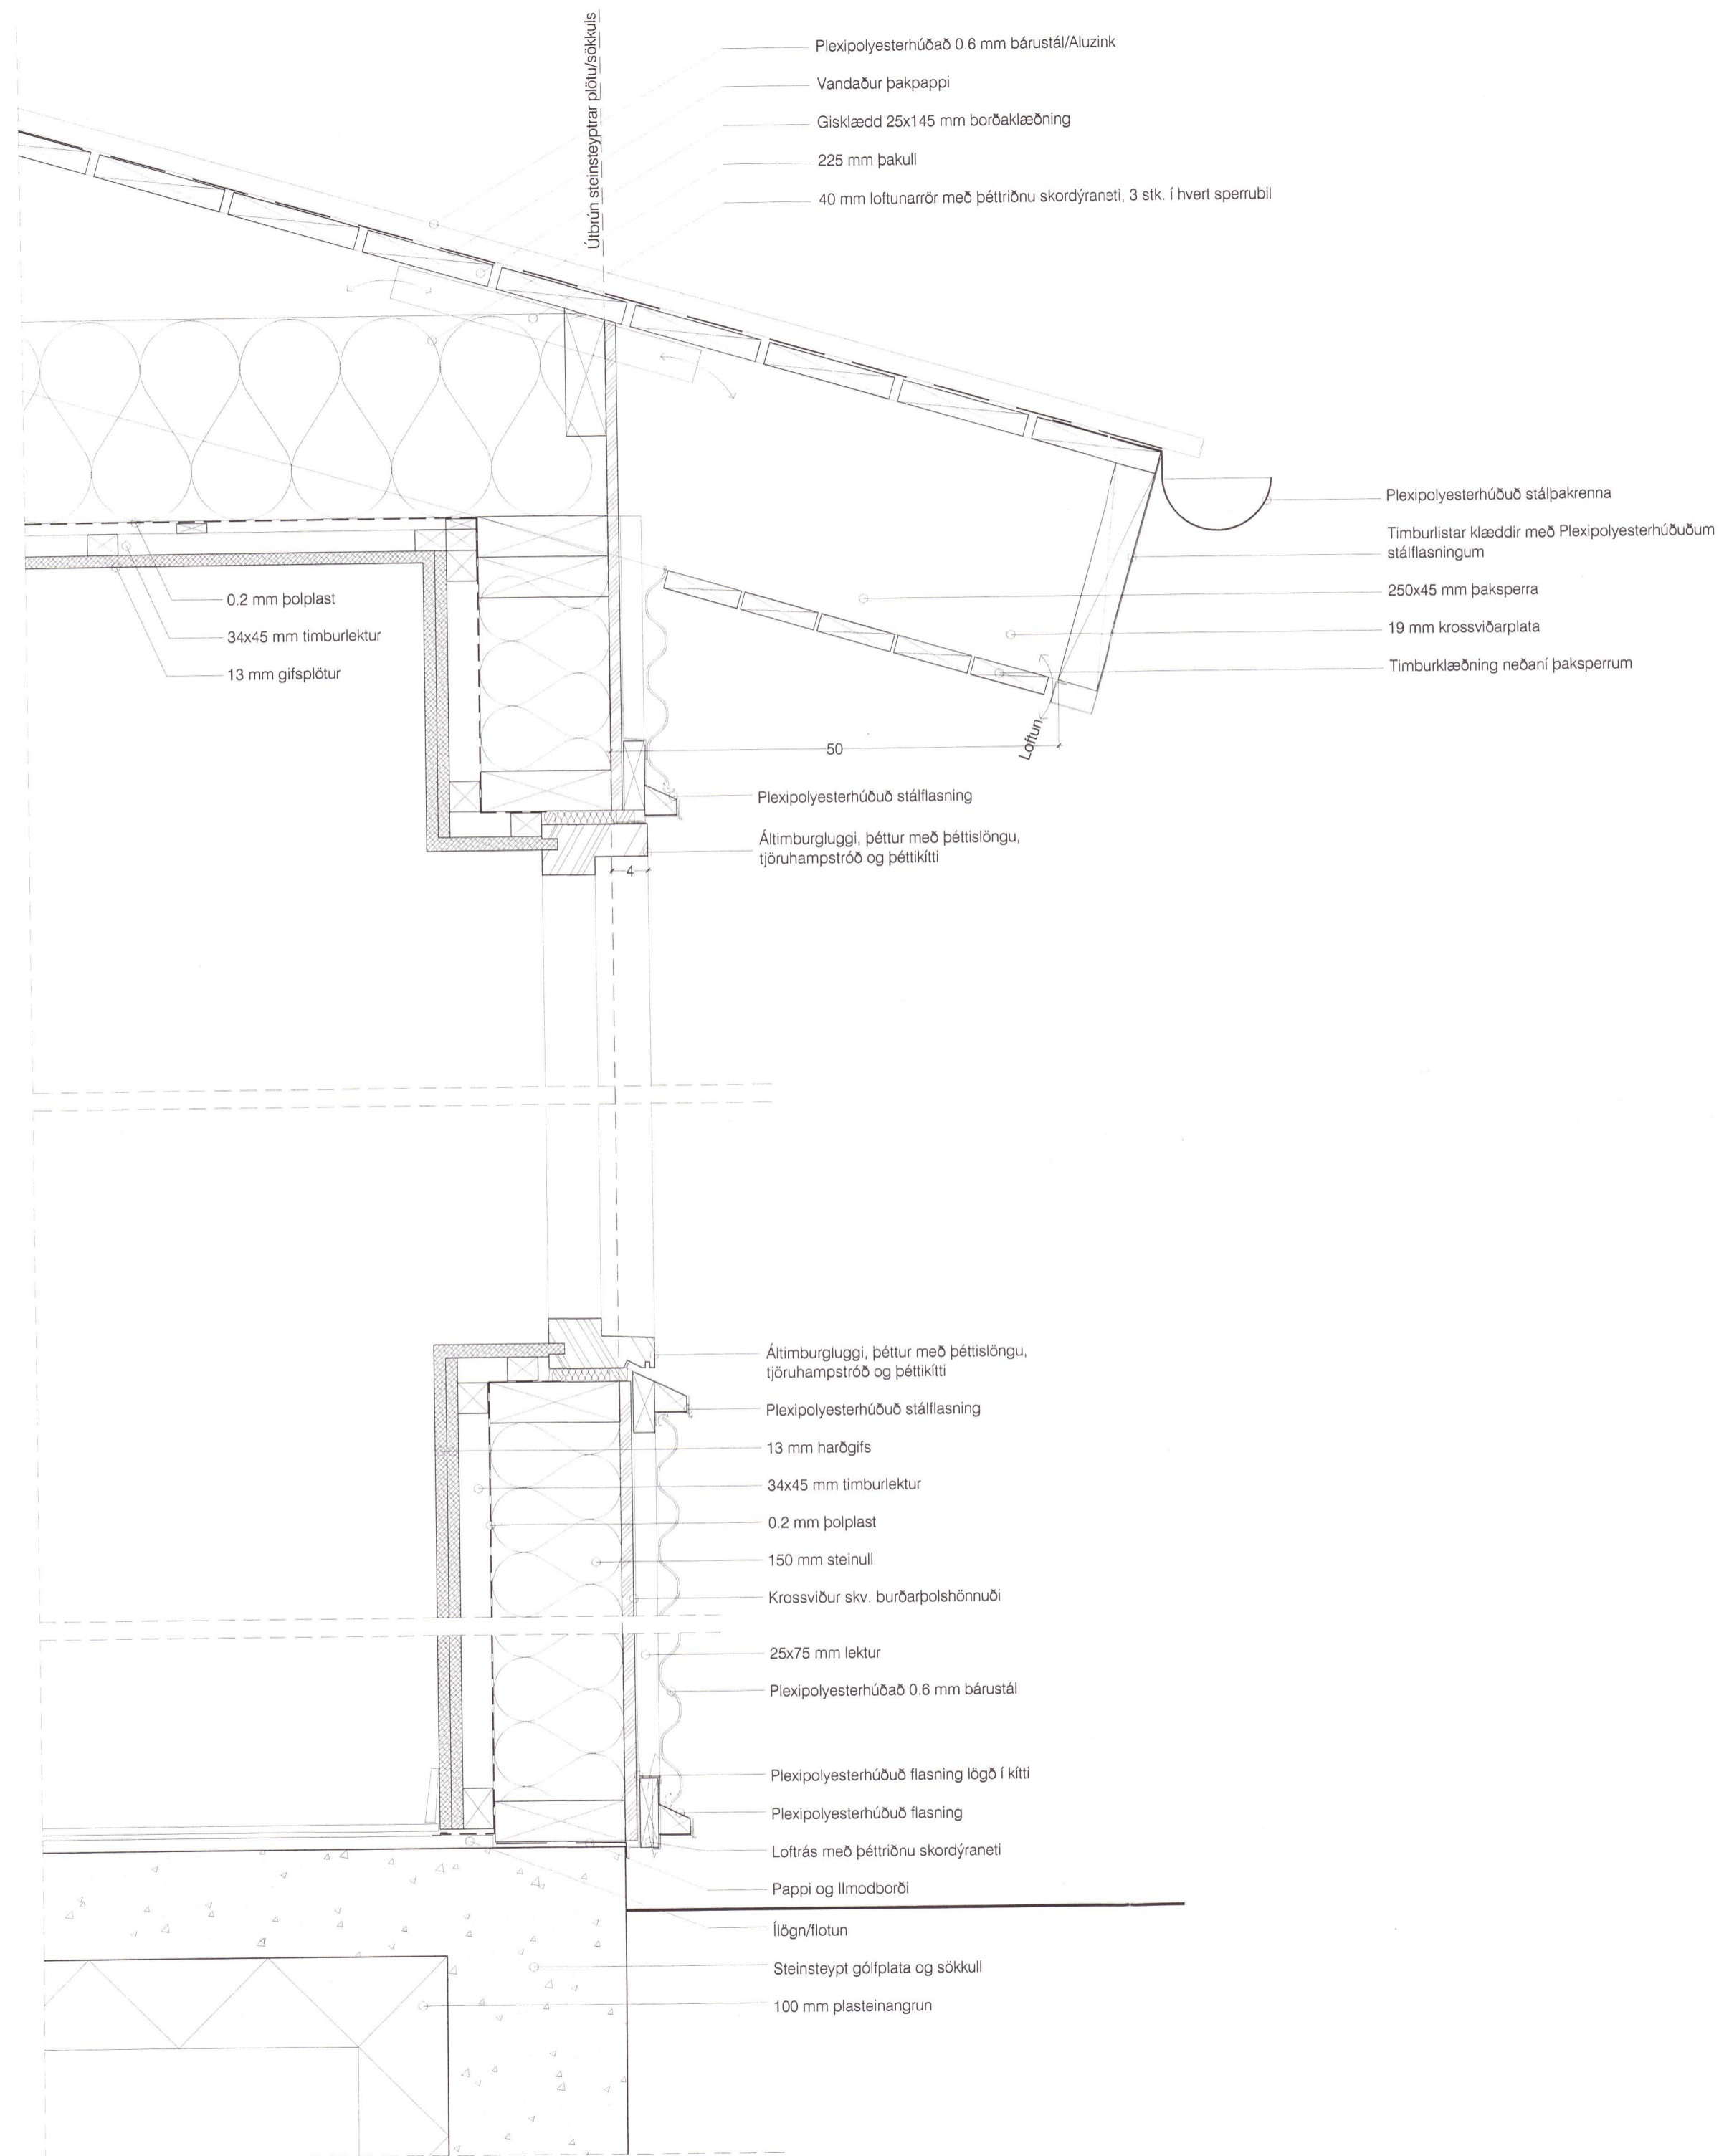 Útbrún steinsteyptrar plötu/sökkuls
Plexipolyesterhúðað 0.6 mm bárustál/Aluzink
Vandaður þakpappi
Gisklædd 25x145 mm borðaklæðning
225 mm þakull
40 mm loftunarrör með þéttriðnu skordýraneti, 3 stk. í hvert sperrubil
Plexipolyesterhúðuð stálþakrenna
Timburlistar klæddir með Plexipolyesterhúðuðum
stálflasningum
250x45 mm þaksperra
19 mm krossviðarplata
Timburklæðning neðaní þaksperrum
0.2 mm þolplast
34x45 mm timburlektur
13 mm gifsplötur
50
Loftun
Plexipolyesterhúðuð stálflasning
Áltimburgluggi, þéttur með þéttislöngu,
tjöruhampstróð og þéttikítti
4
Áltimburgluggi, þéttur með þéttislöngu,
tjöruhampstróð og þéttikítti
Plexipolyesterhúðuð stálflasning
13 mm harðgifs
34x45 mm timburlektur
0.2 mm þolplast
150 mm steinull
Krossviður skv. burðarþolshönnuði
25x75 mm lektur
Plexipolyesterhúðað 0.6 mm bárustál
Plexipolyesterhúðuð flasning lögð í kítti
Plexipolyesterhúðuð flasning
Loftrás með þéttriðnu skordýraneti
Pappi og Ilmodborði
Ílögn/flotun
Steinsteypt gólfplata og sökkull
100 mm plasteinangrun